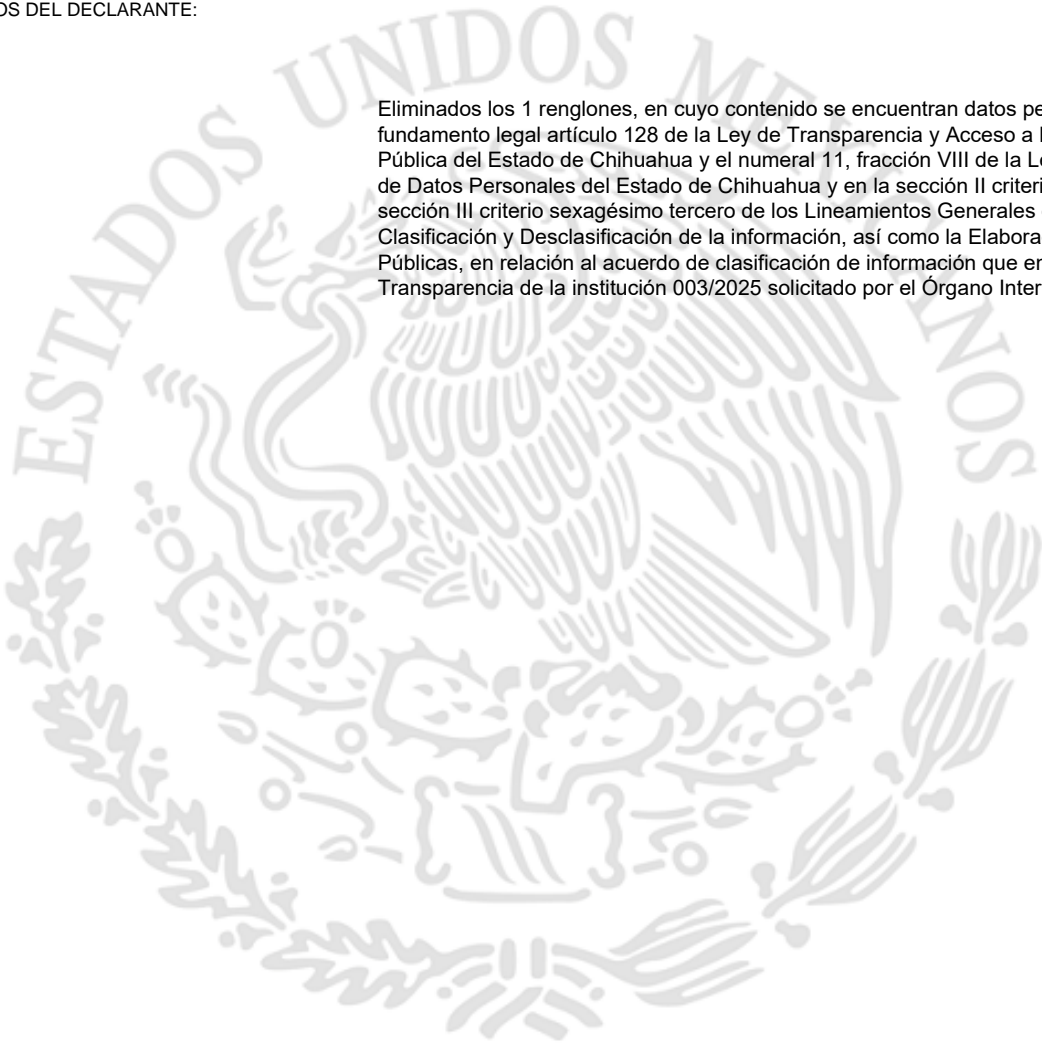 OS DEL DECLARANTE:
ESTADOS UNIDOS MEXICANOS
Eliminados los 1 renglones, en cuyo contenido se encuentran datos pe
fundamento legal artículo 128 de la Ley de Transparencia y Acceso a l
Pública del Estado de Chihuahua y el numeral 11, fracción VIII de la L
de Datos Personales del Estado de Chihuahua y en la sección II criteri
sección III criterio sexagésimo tercero de los Lineamientos Generales
Clasificación y Desclasificación de la información, así como la Elabora
Públicas, en relación al acuerdo de clasificación de información que e
Transparencia de la institución 003/2025 solicitado por el Órgano Inter